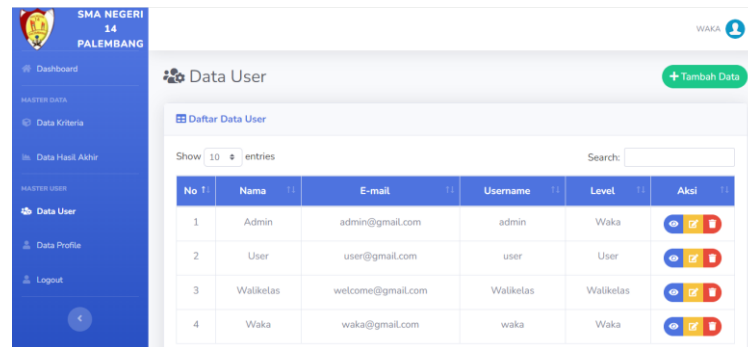 SMA NEGERI
14
PALEMBANG
WAKA
Dashboard
MASTER DATA
Data Kriteria
Data Hasil Akhir
MASTER USER
Data User
Data Profile
Logout
Data User
+ Tambah Data
Daftar Data User
Show 10 entries
Search:
No Nama E-mail Username Level Aksi
1 Admin admin@gmail.com admin Waka
2 User user@gmail.com user User
3 Walikelas welcome@gmail.com Walikelas Walikelas
4 Waka waka@gmail.com waka Waka